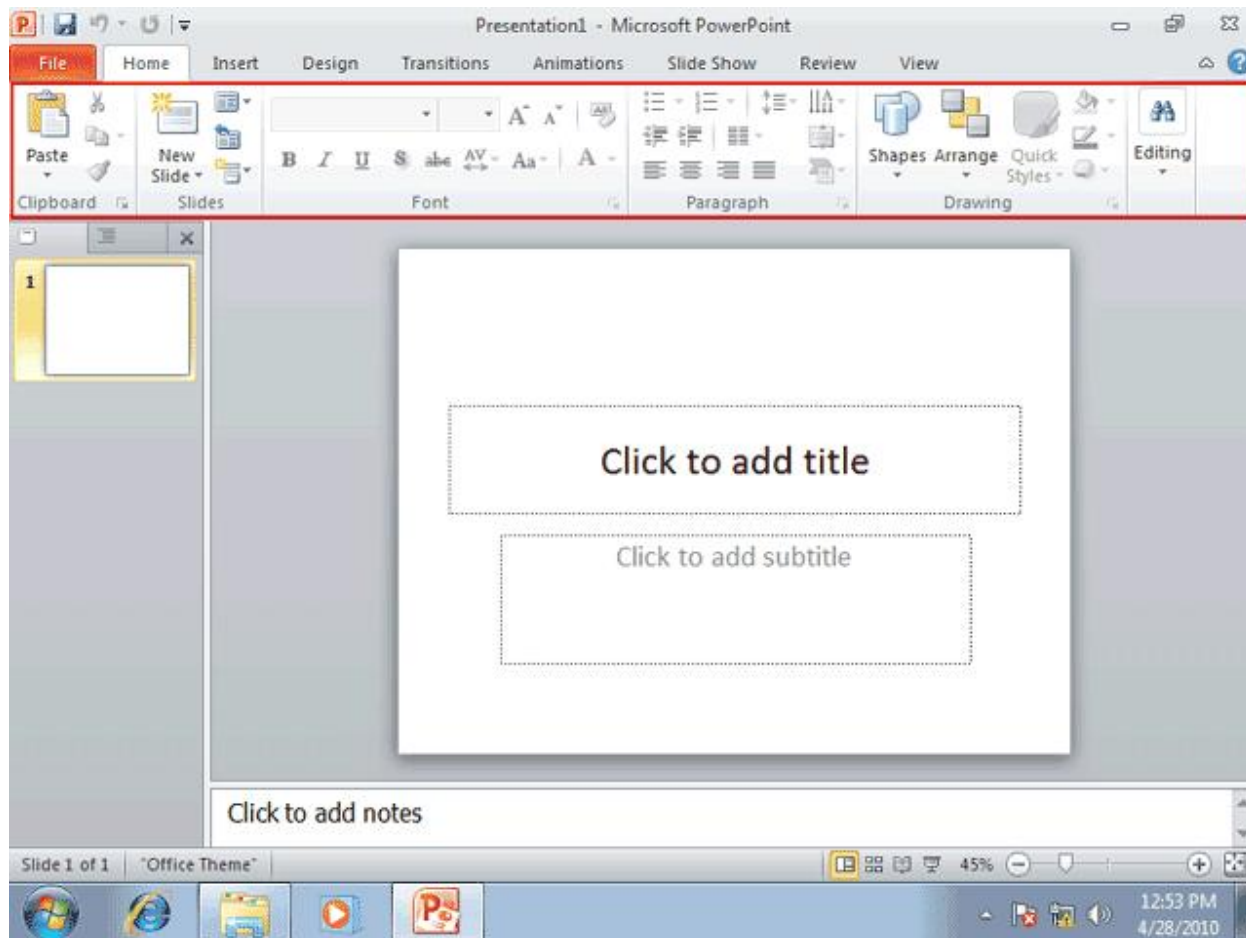 Presentation1 - Microsoft PowerPoint
File Home Insert Design Transitions Animations Slide Show Review View
Paste
New
Slide
B I U S abc AV Aa A
A A
Shapes Arrange Quick
Styles
Editing
Clipboard Slides Font Paragraph Drawing
1
Click to add title
Click to add subtitle
Click to add notes
Slide 1 of 1 "Office Theme" 45%
12:53 PM
4/28/2010